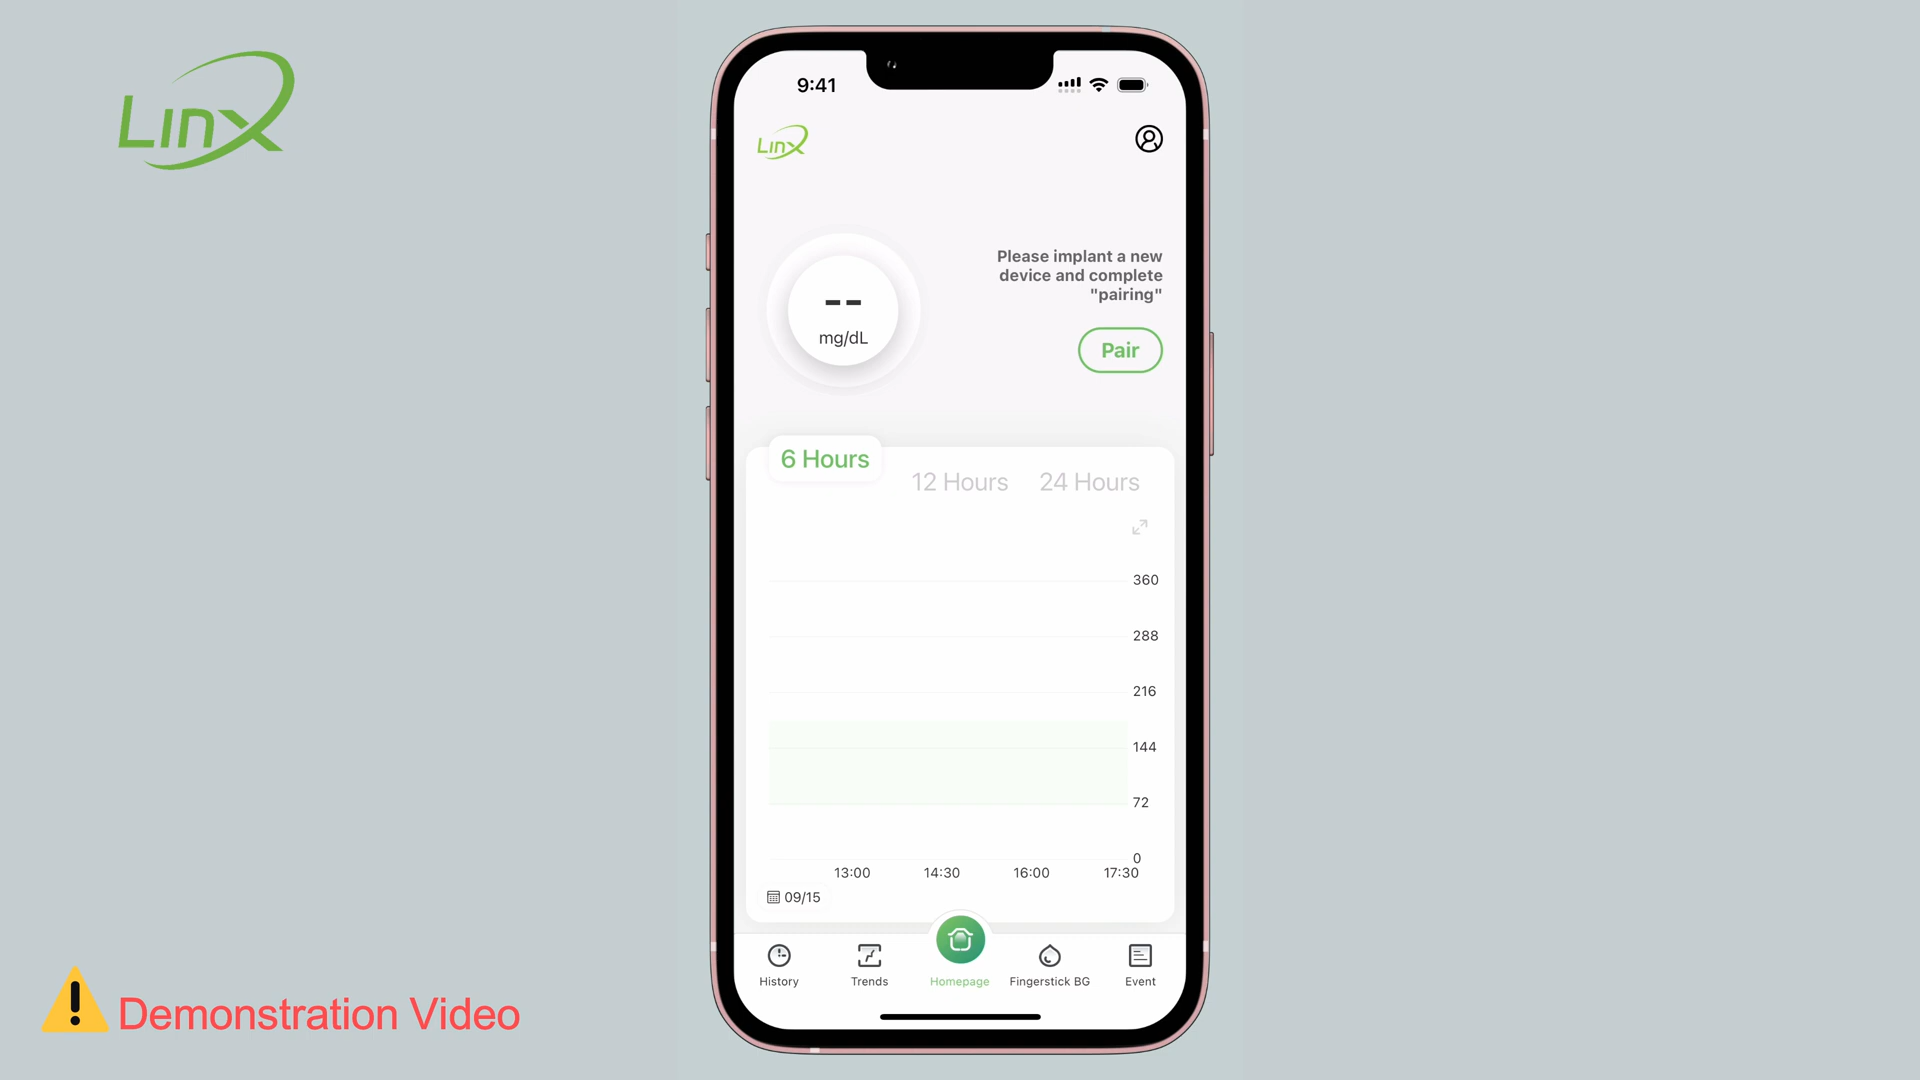 LinX
9:41
LinX
Please implant a new
device and complete
"pairing"
--
mg/dL
Pair
6 Hours
12 Hours
24 Hours
360
288
216
144
72
0
13:00
14:30
16:00
17:30
09/15
History
Trends
Homepage
Fingerstick BG
Event
Demonstration Video